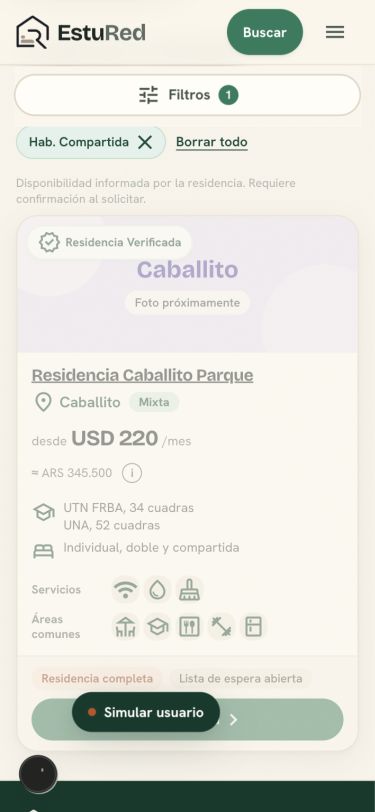 EstuRed
Buscar
Filtros 1
Hab. Compartida
Borrar todo
Disponibilidad informada por la residencia. Requiere
confirmación al solicitar.
Residencia Verificada
Caballito
Foto próximamente
Residencia Caballito Parque
Caballito
Mixta
desde USD 220 /mes
≈ ARS 345.500
UTN FRBA, 34 cuadras
UNA, 52 cuadras
Individual, doble y compartida
Servicios
Áreas
comunes
Residencia completa
Lista de espera abierta
Simular usuario